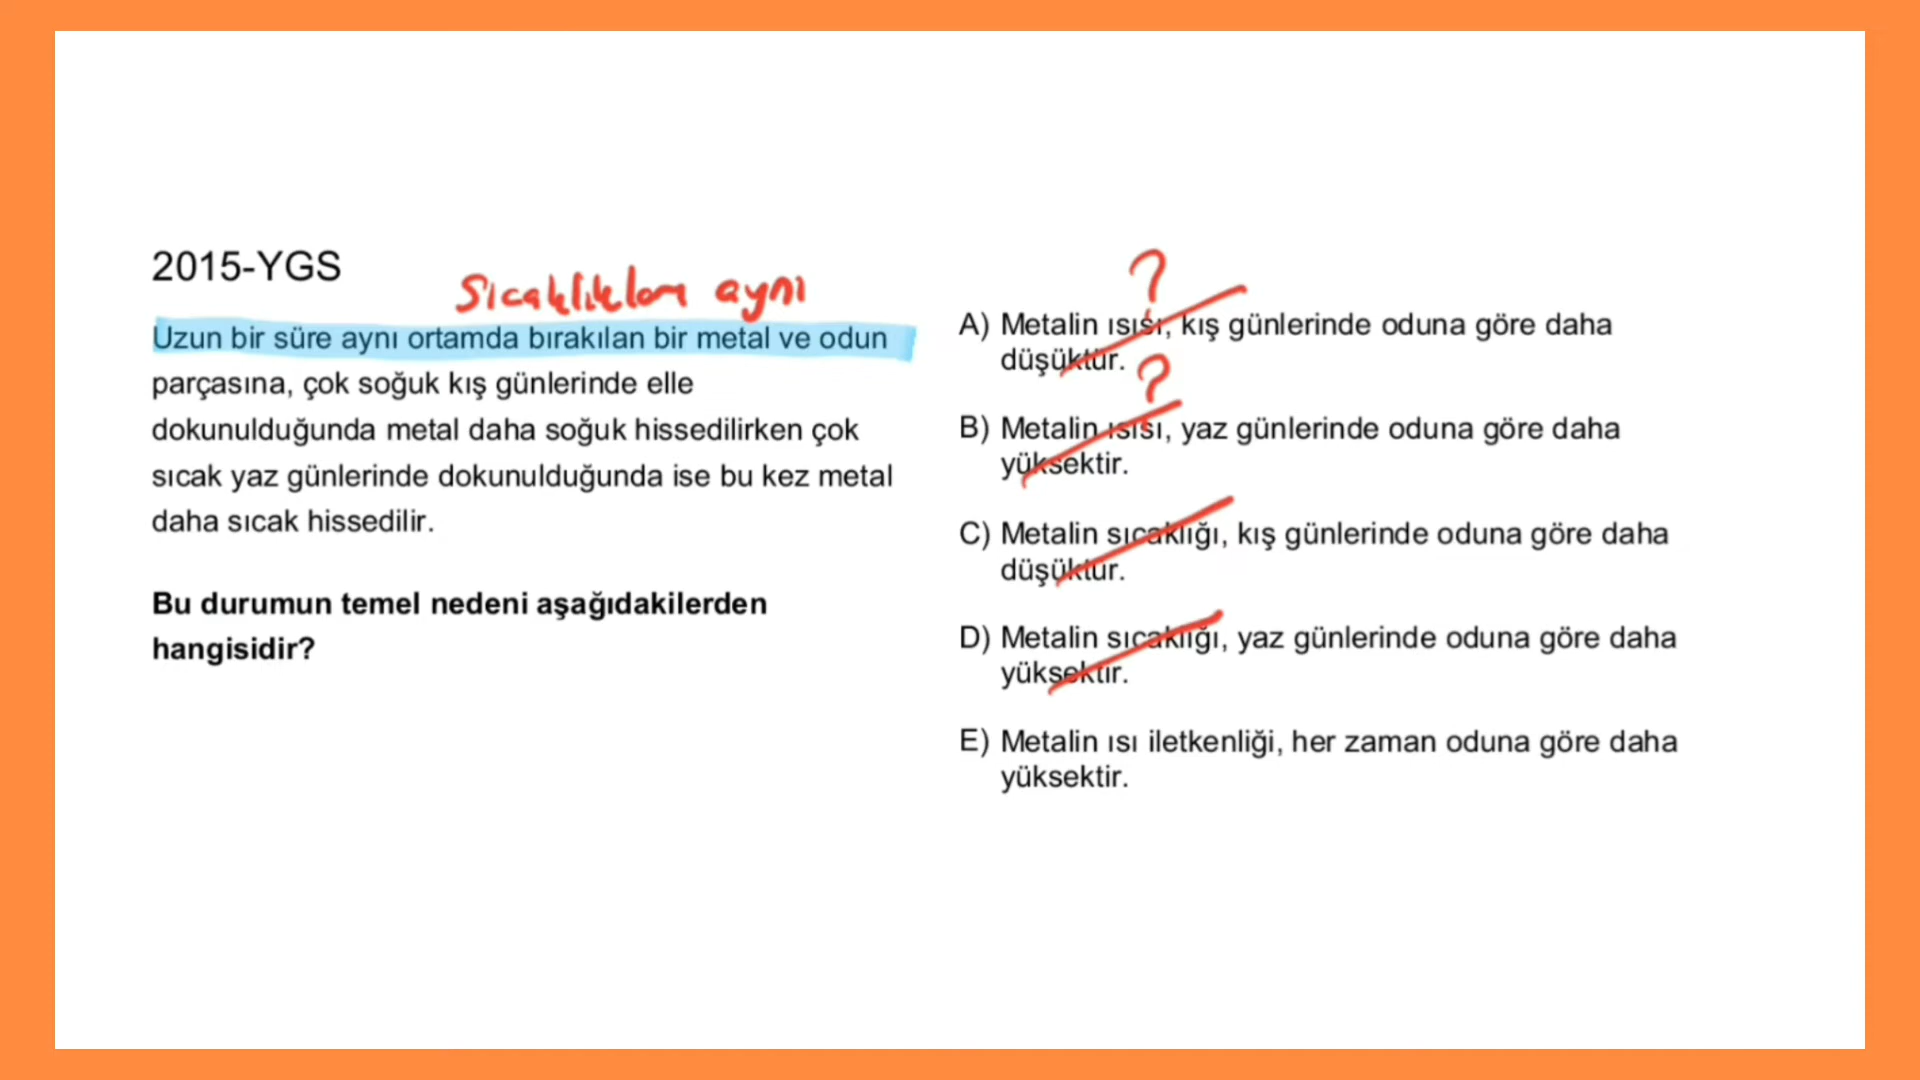 2015-YGS
Sıcaklıkları aynı
Uzun bir süre aynı ortamda bırakılan bir metal ve odun
parçasına, çok soğuk kış günlerinde elle
dokunulduğunda metal daha soğuk hissedilirken çok
sıcak yaz günlerinde dokunulduğunda ise bu kez metal
daha sıcak hissedilir.
Bu durumun temel nedeni aşağıdakilerden
hangisidir?
?
A) Metalin ısısı, kış günlerinde oduna göre daha
düşüktür.
?
B) Metalin ısısı, yaz günlerinde oduna göre daha
yüksektir.
C) Metalin sıcaklığı, kış günlerinde oduna göre daha
düşüktür.
D) Metalin sıcaklığı, yaz günlerinde oduna göre daha
yüksektir.
E) Metalin ısı iletkenliği, her zaman oduna göre daha
yüksektir.